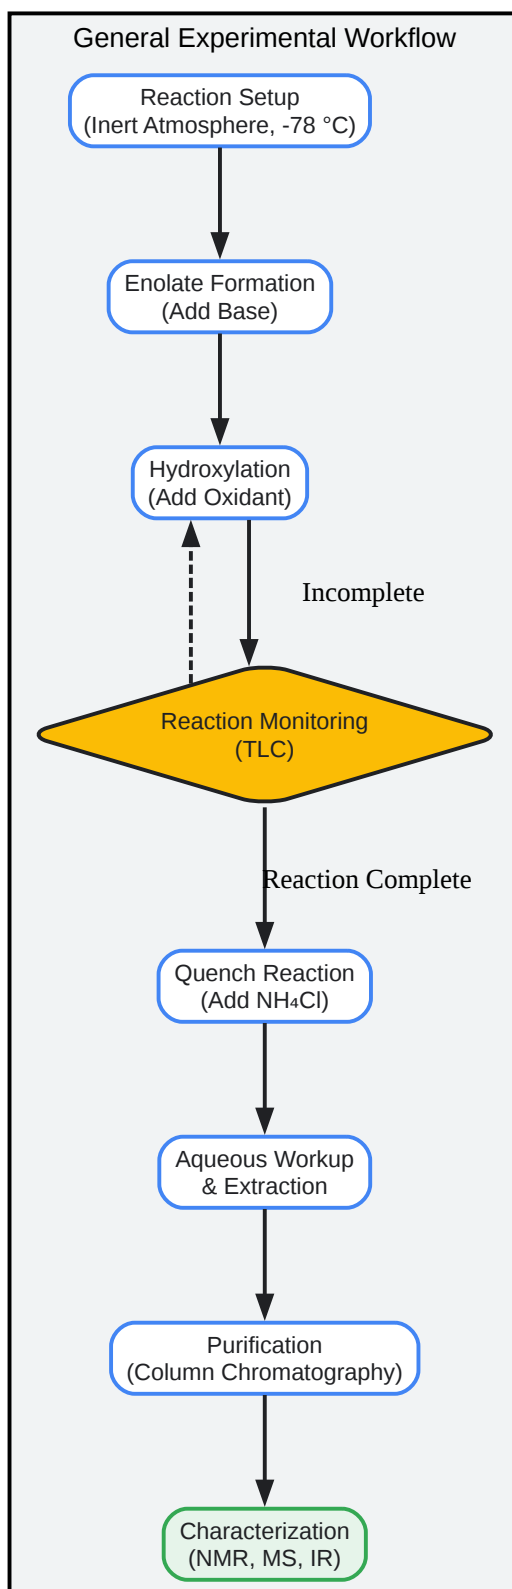 General Experimental Workflow
Reaction Setup
(Inert Atmosphere, -78 °C)
Enolate Formation
(Add Base)
Hydroxylation
(Add Oxidant)
Incomplete
Reaction Monitoring
(TLC)
Reaction Complete
Quench Reaction
(Add NH₄Cl)
Aqueous Workup
& Extraction
Purification
(Column Chromatography)
Characterization
(NMR, MS, IR)